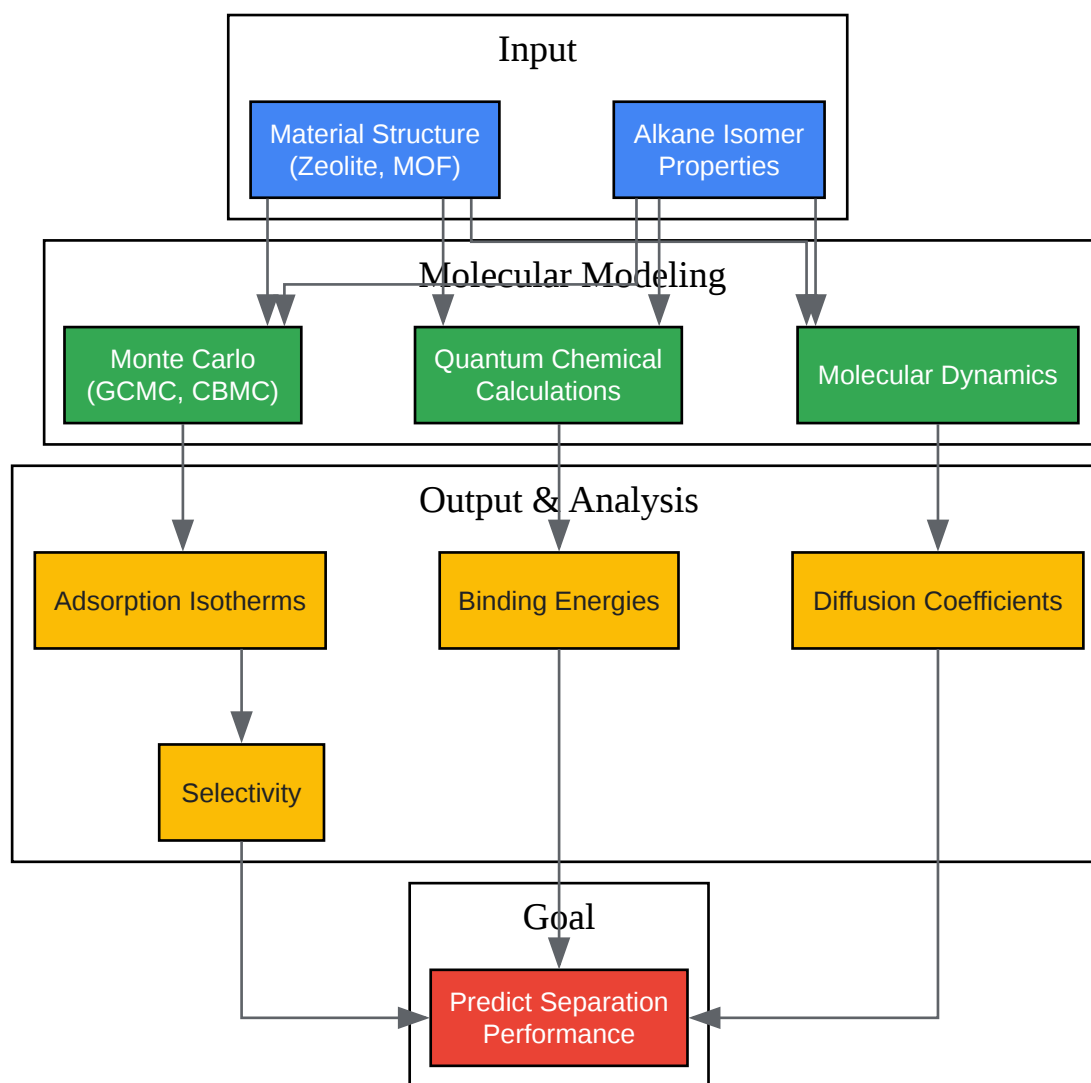 Input
Material Structure
(Zeolite, MOF)
Alkane Isomer
Properties
Molecular Modeling
Monte Carlo
(GCMC, CBMC)
Quantum Chemical
Calculations
Molecular Dynamics
Output & Analysis
Adsorption Isotherms
Binding Energies
Diffusion Coefficients
Selectivity
Goal
Predict Separation
Performance